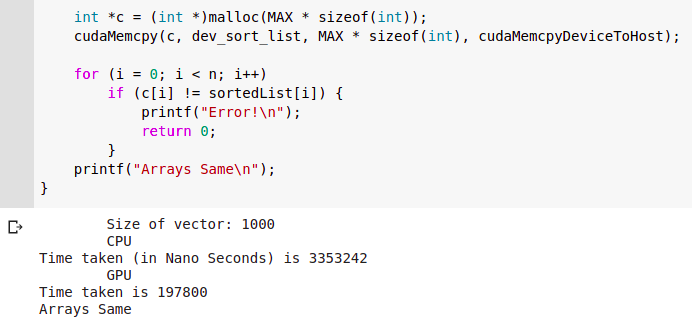 int *c = (int *)malloc(MAX * sizeof(int));
cudaMemcpy(c, dev_sort_list, MAX * sizeof(int), cudaMemcpyDeviceToHost);
for (i = 0; i < n; i++)
if (c[i] != sortedList[i]) {
printf("Error!\n");
return 0;
}
printf("Arrays Same\n");
}
Size of vector: 1000
CPU
Time taken (in Nano Seconds) is 3353242
GPU
Time taken is 197800
Arrays Same